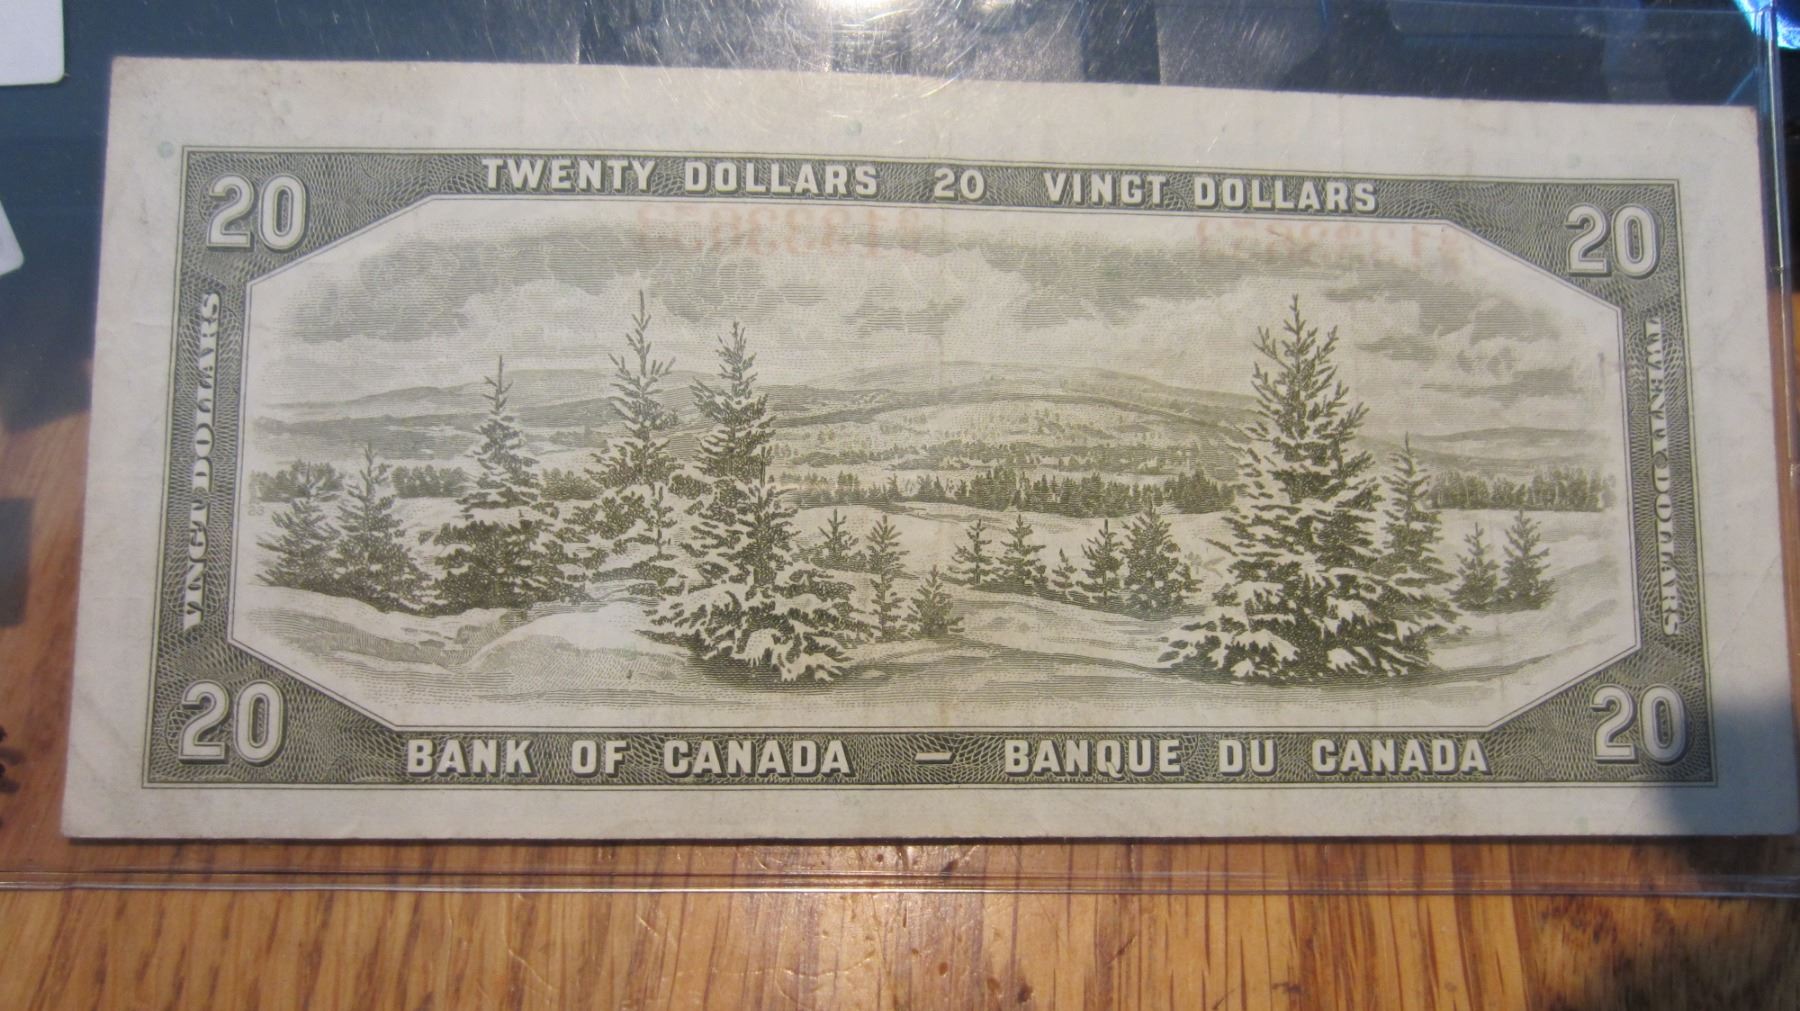 TWENTY DOLLARS 20 VINGT DOLLARS
20
20
VINGT DOLLARS
TWENTY DOLLARS
20
20
BANK OF CANADA — BANQUE DU CANADA